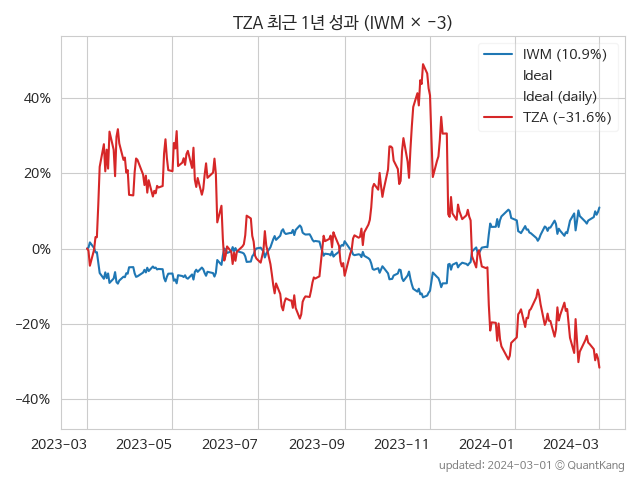 TZA 최근 1년 성과 (IWM × -3)
IWM (10.9%)
Ideal
Ideal (daily)
TZA (-31.6%)
40%
20%
0%
-20%
-40%
2023-03
2023-05
2023-07
2023-09
2023-11
2024-01
2024-03
updated: 2024-03-01 © QuantKang